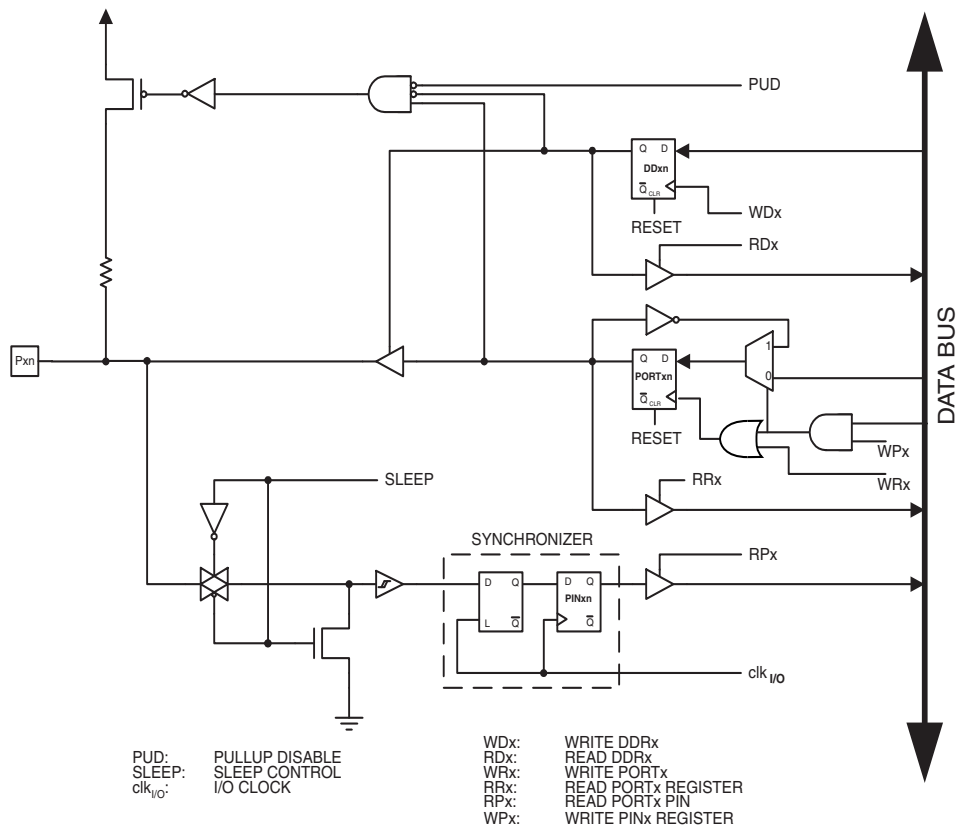 PUD
Q D
DDxn
Q CLR
WDx
RESET
RDx
Pxn
1
Q D
0
PORTxn
Q CLR
RESET
WPx
WRx
RRx
SLEEP
SYNCHRONIZER
RPx
D Q
D Q
PINxn
L Q
Q
clk I/O
DATA BUS
PUD: PULLUP DISABLE
SLEEP: SLEEP CONTROL
clkI/O: I/O CLOCK
WDx: WRITE DDRx
RDx: READ DDRx
WRx: WRITE PORTx
RRx: READ PORTx REGISTER
RPx: READ PORTx PIN
WPx: WRITE PINx REGISTER